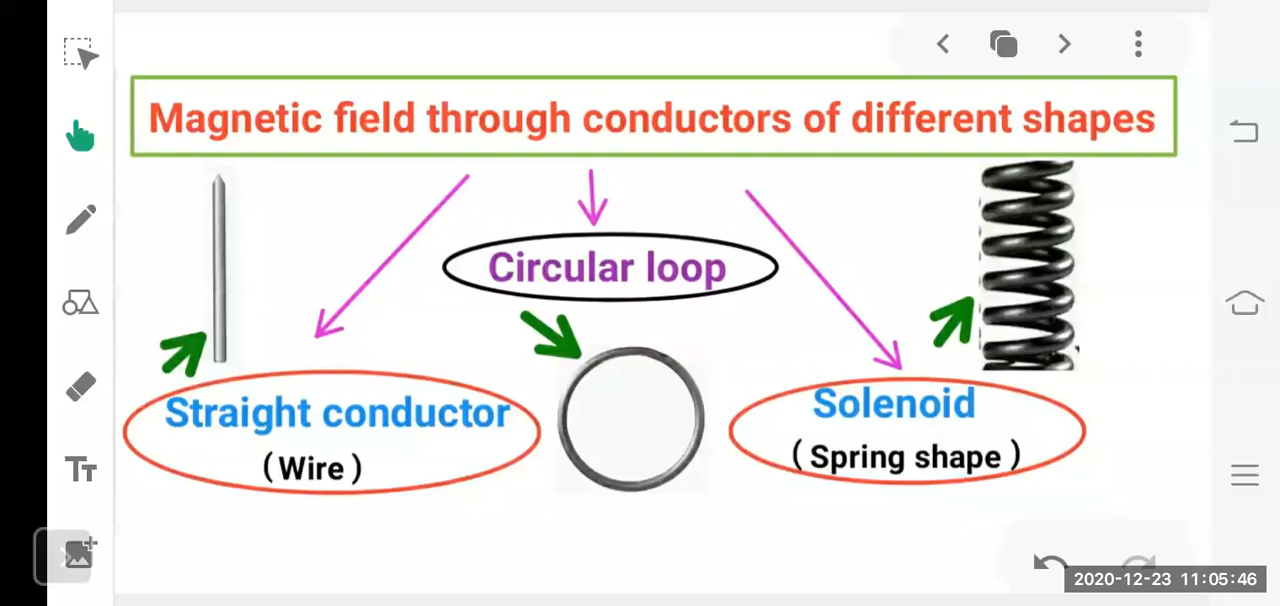 Magnetic field through conductors of different shapes
Circular loop
Straight conductor
(Wire)
Solenoid
(Spring shape)
TT
2020-12-23 11:05:46